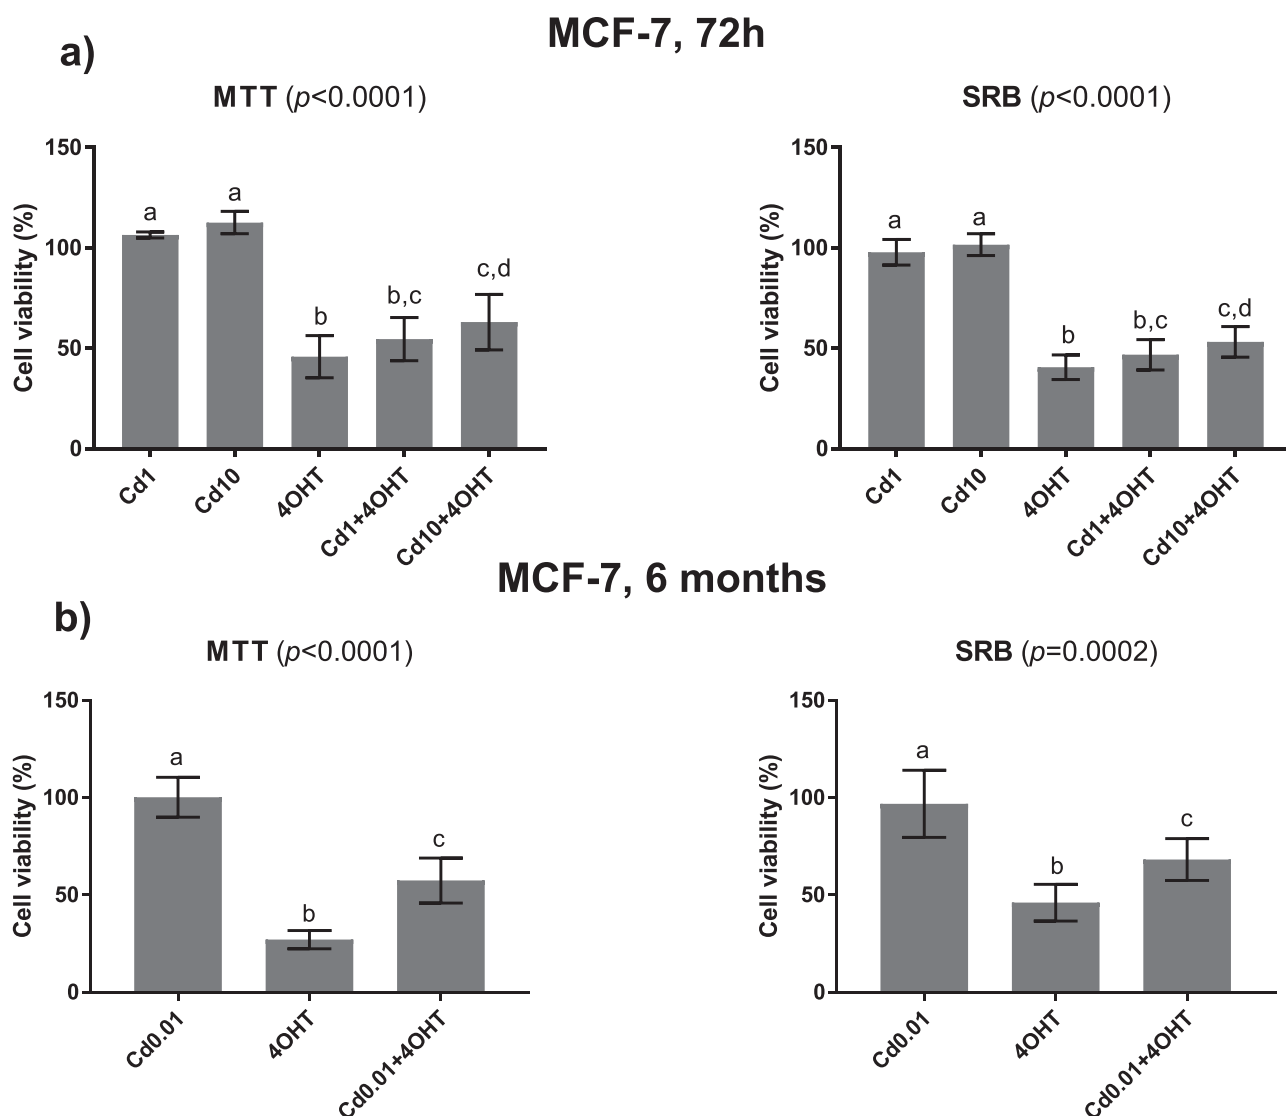 MCF-7, 72h
a)
MTT (p<0.0001)
150
100
50
0
Cell viability (%)
a
a
b
b,c
c,d
Cd1
Cd10
4OHT
Cd1+4OHT
Cd10+4OHT
SRB (p<0.0001)
150
100
50
0
Cell viability (%)
a
a
b
b,c
c,d
Cd1
Cd10
4OHT
Cd1+4OHT
Cd10+4OHT
MCF-7, 6 months
b)
MTT (p<0.0001)
150
100
50
0
Cell viability (%)
a
b
c
Cd0.01
4OHT
Cd0.01+4OHT
SRB (p=0.0002)
150
100
50
0
Cell viability (%)
a
b
c
Cd0.01
4OHT
Cd0.01+4OHT